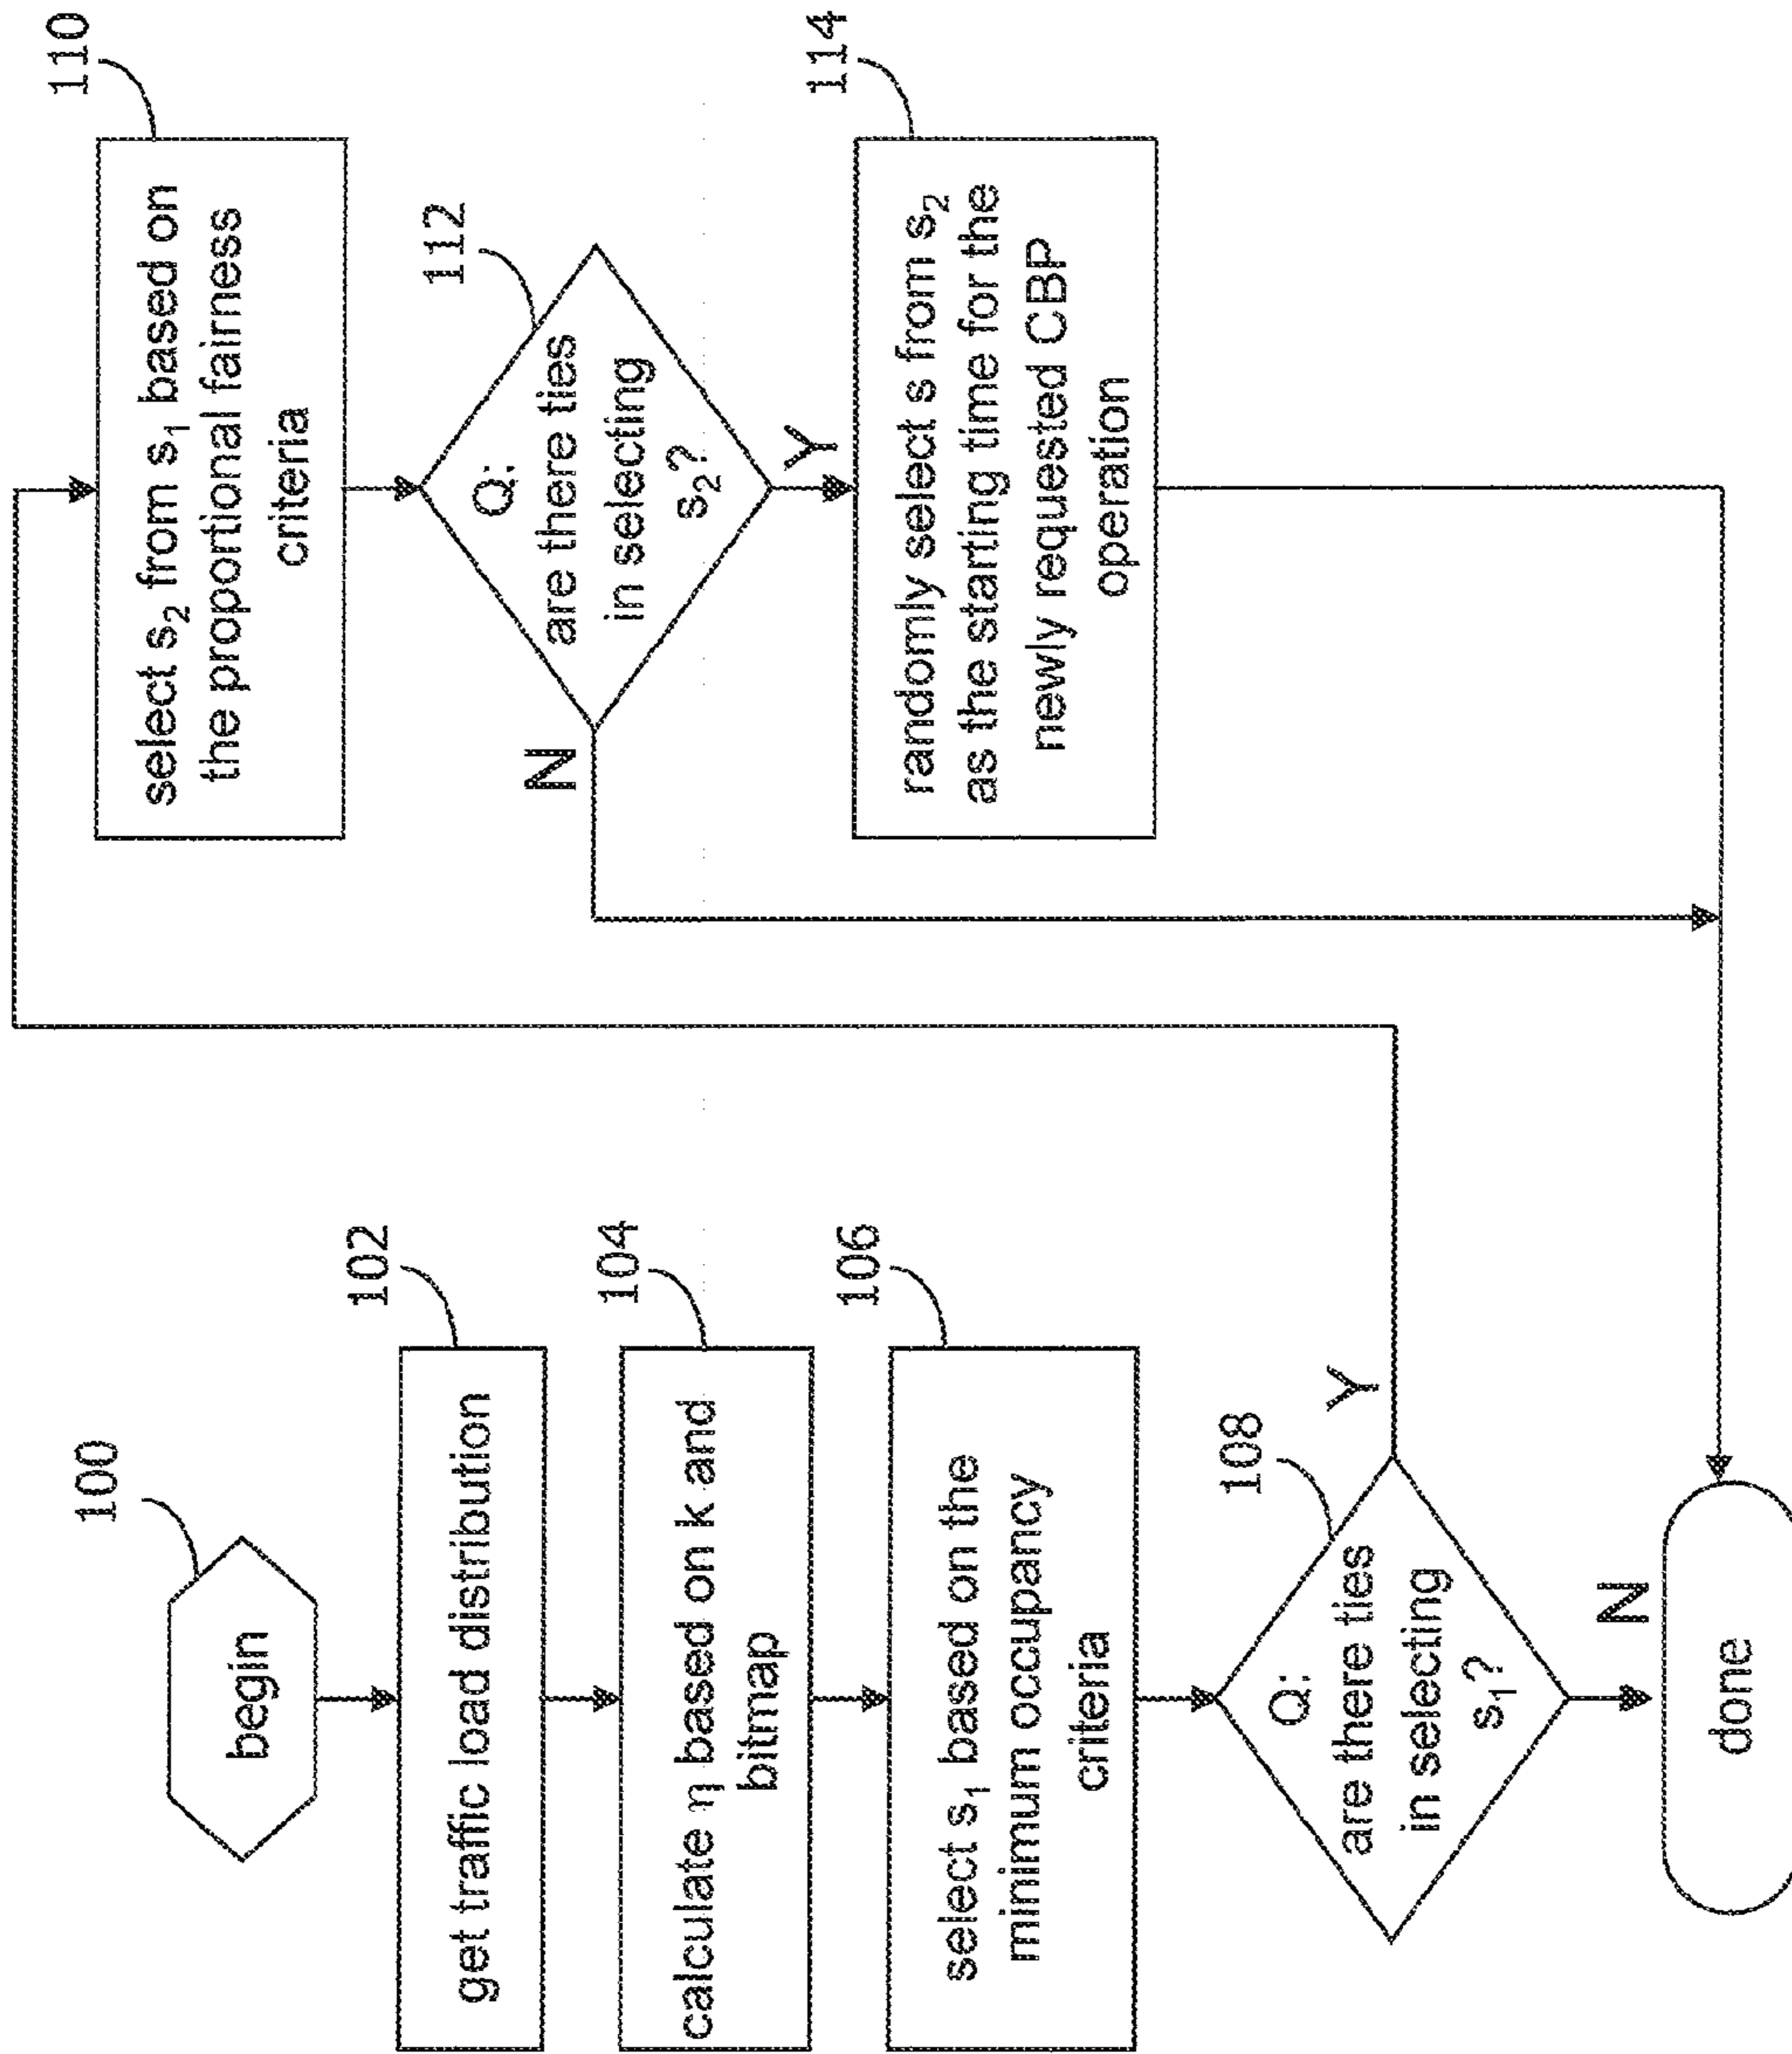 100
begin
102
get traffic load distribution
104
calculate η based on k and
bitmap
106
select s₁ based on the
minimum occupancy
criteria
108
Q:
are there ties
in selecting
s₁?
Y
N
done
110
select s₂ from s₁ based on
the proportional fairness
criteria
112
Q:
are there ties
in selecting
s₂?
N
Y
114
randomly select s from s₂
as the starting time for the
newly requested CBP
operation